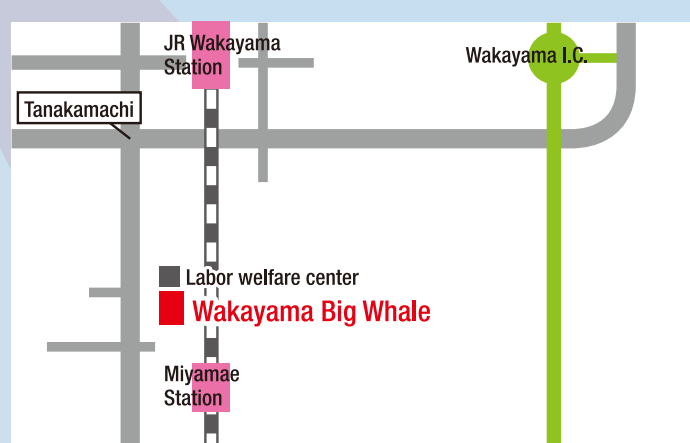 JR Wakayama
Station
Wakayama I.C.
Tanakamachi
Labor welfare center
Wakayama Big Whale
Miyamae
Station